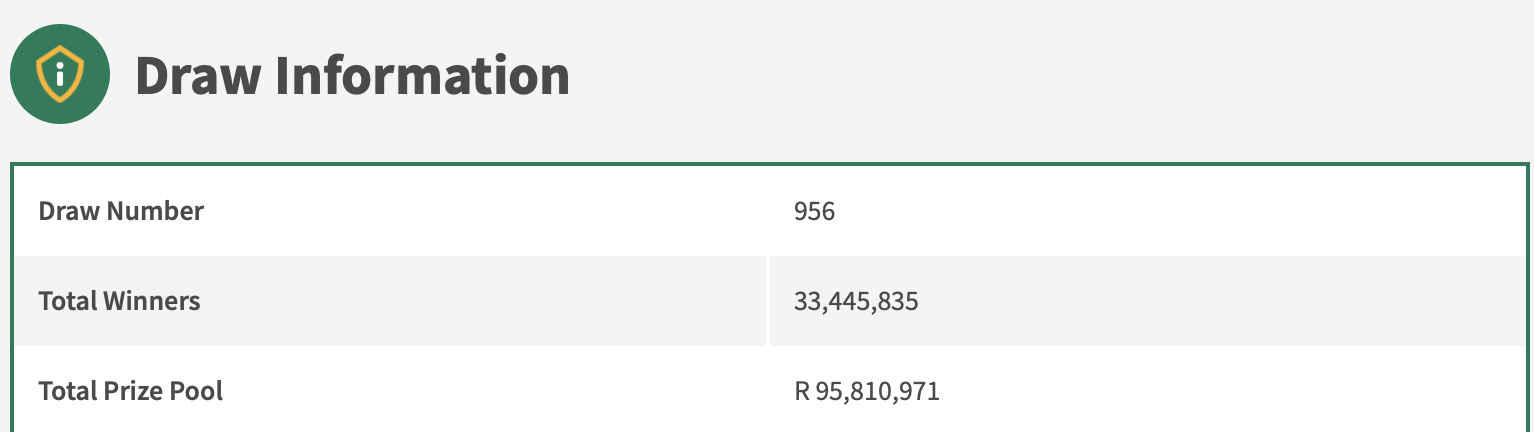 Draw Information
Draw Number 956
Total Winners 33,445,835
Total Prize Pool R 95,810,971